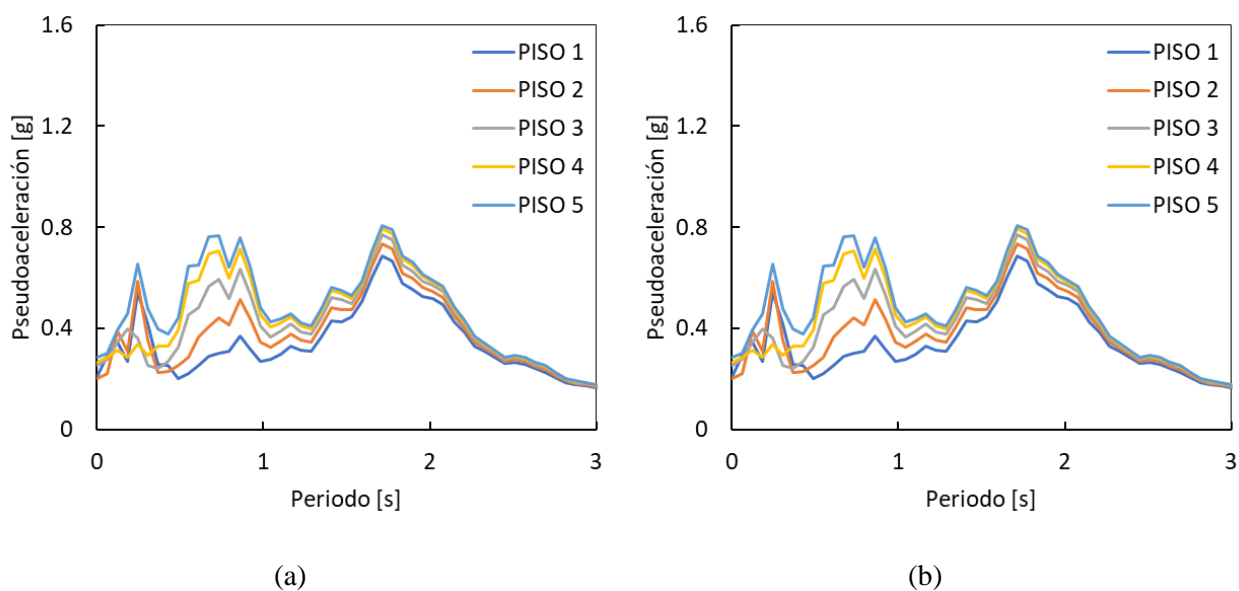 1.6
1.2
0.8
0.4
0
Pseudoaceleración [g]
0 1 2 3
Periodo [s]
PISO 1
PISO 2
PISO 3
PISO 4
PISO 5
(a)
1.6
1.2
0.8
0.4
0
Pseudoaceleración [g]
0 1 2 3
Periodo [s]
PISO 1
PISO 2
PISO 3
PISO 4
PISO 5
(b)